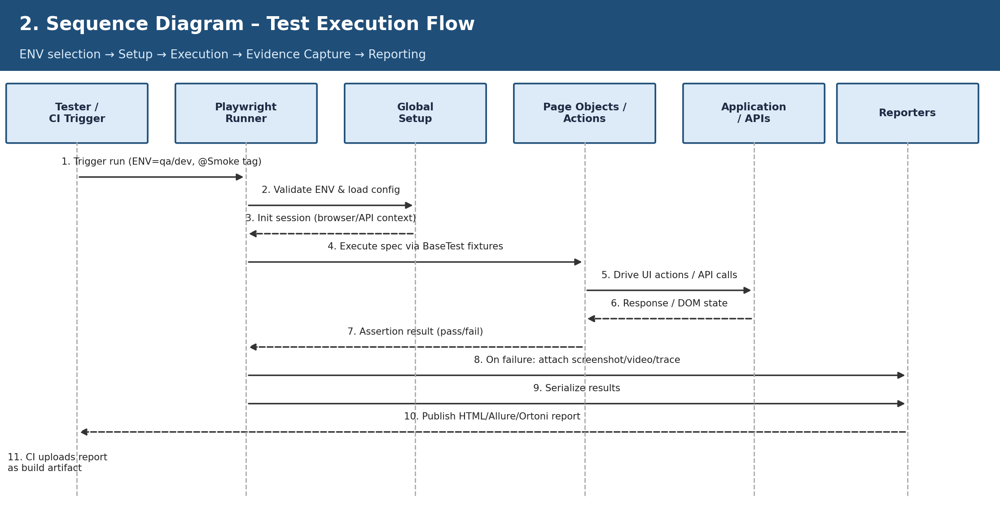 2. Sequence Diagram – Test Execution Flow
ENV selection → Setup → Execution → Evidence Capture → Reporting
Tester /
CI Trigger
Playwright
Runner
Global
Setup
Page Objects /
Actions
Application
/ APIs
Reporters
1. Trigger run (ENV=qa/dev, @Smoke tag)
2. Validate ENV & load config
3. Init session (browser/API context)
4. Execute spec via BaseTest fixtures
5. Drive UI actions / API calls
6. Response / DOM state
7. Assertion result (pass/fail)
8. On failure: attach screenshot/video/trace
9. Serialize results
10. Publish HTML/Allure/Ortoni report
11. CI uploads report
as build artifact